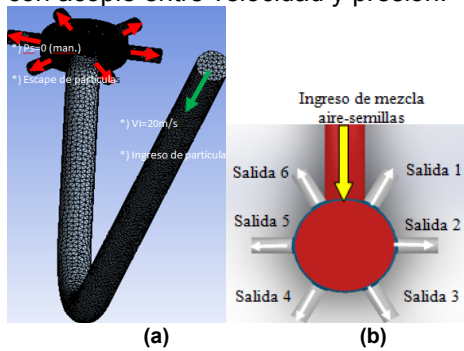 con acople entre velocidad y presión.
*) Ps=0 (man.)
*) Escape de partículas
*) Vi=20m/s
*) Ingreso de partícula
Ingreso de mezcla
aire-semillas
Salida 6
Salida 1
Salida 5
Salida 2
Salida 4
Salida 3
(a)
(b)